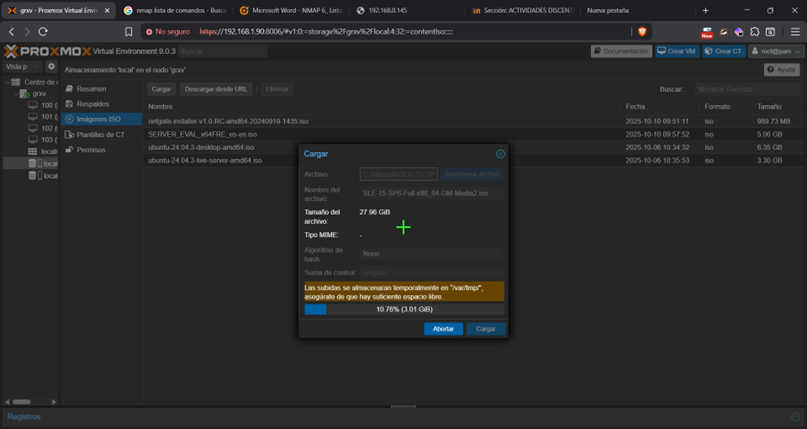 grxv - Proxmox Virtual Envir
nmap lista de comandos - Busca
Microsoft Word - NMAP 6_ Lista
192.168.0.145
Sección: ACTIVIDADES DISCENT
Nueva pestaña
No seguro
https://192.168.1.90:8006/#v1:0:=storage%2Fgrxv%2Flocal:4:32:=contentIso::::
New
PROXMOX Virtual Environment 9.0.3
Buscar
Documentación
Crear VM
Crear CT
root@pam
Vista p
Almacenamiento 'local' en el nodo 'grxv'
Ayuda
Centro de
grxv
100 (
101 (
102 (
103 (
locali
local
local
Resumen
Respaldos
Imágenes ISO
Plantillas de CT
Permisos
Cargar
Descargar desde URL
Eliminar
Buscar:
Nombre, Formato
Nombre
Fecha
Formato
Tamaño
netgate-installer-v1.0-RC-amd64-20240919-1435.iso
2025-10-10 09:51:11
iso
989.73 MB
SERVER_EVAL_x64FRE_es-es.iso
2025-10-10 09:57:52
iso
5.06 GB
ubuntu-24.04.3-desktop-amd64.iso
2025-10-06 10:34:32
iso
6.35 GB
ubuntu-24.04.3-live-server-amd64.iso
2025-10-06 10:35:53
iso
3.30 GB
Cargar
Archivo
C:\fakepath\SLE-15-SP
Seleccionar archivo
Nombre del
archivo:
SLE-15-SP6-Full-x86_64-GM-Media2.iso
Tamaño del
archivo:
27.96 GiB
Tipo MIME:
-
Algoritmo de
hash:
None
Suma de control:
ninguno
Las subidas se almacenaran temporalmente en "/var/tmp/",
asegúrate de que hay suficiente espacio libre.
10.76% (3.01 GiB)
Abortar
Cargar
Registros